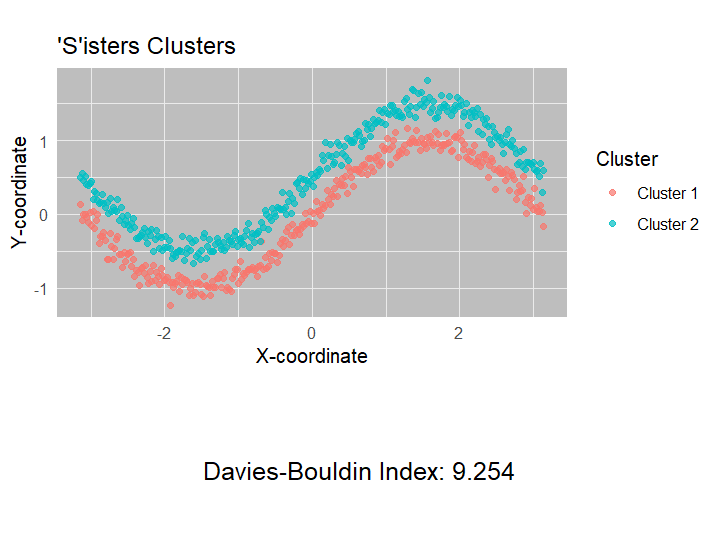 'S'isters Clusters
Y-coordinate
1
0
-1
-2
0
2
X-coordinate
Cluster
Cluster 1
Cluster 2
Davies-Bouldin Index: 9.254